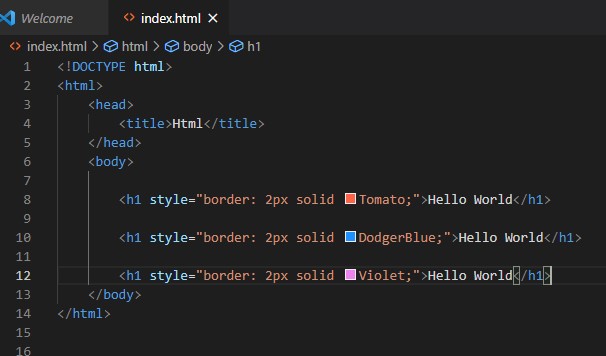 Welcome index.html ×
<> index.html > html > body > h1
1 <!DOCTYPE html>
2 <html>
3 <head>
4 <title>Html</title>
5 </head>
6 <body>
7
8 <h1 style="border: 2px solid Tomato;">Hello World</h1>
9
10 <h1 style="border: 2px solid DodgerBlue;">Hello World</h1>
11
12 <h1 style="border: 2px solid Violet;">Hello World</h1>
13 </body>
14 </html>
15
16